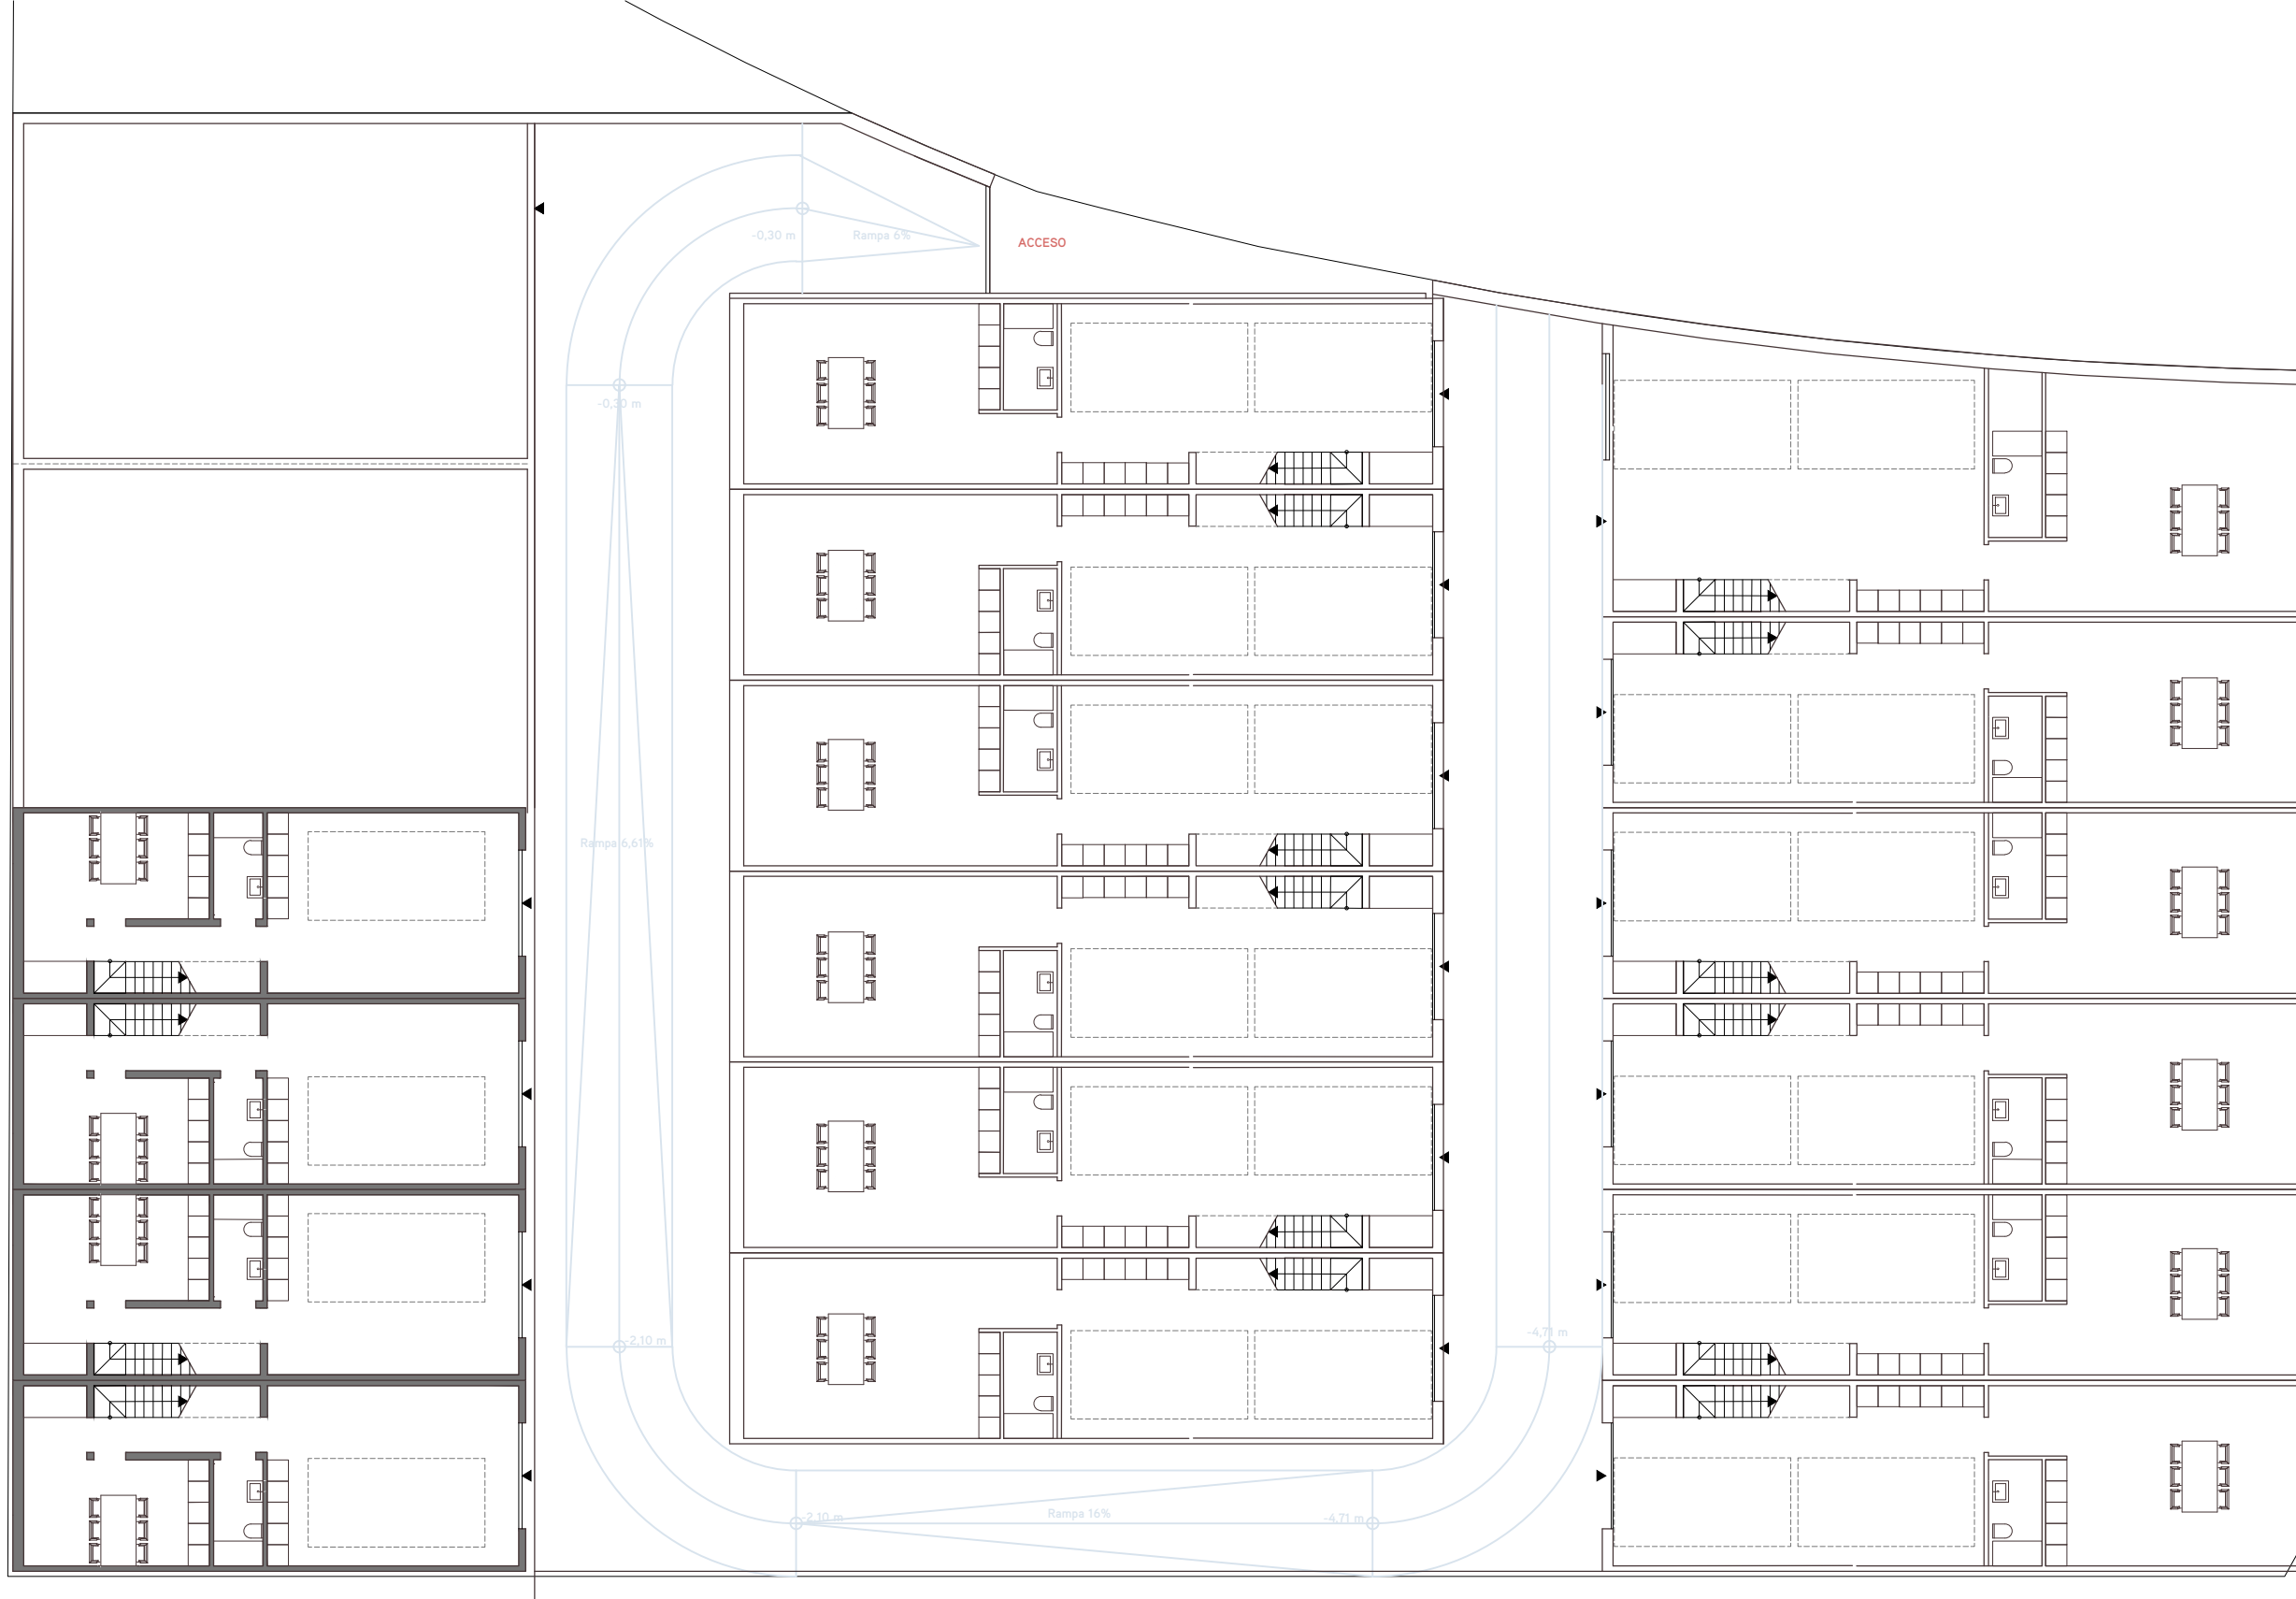 -0,30 m
Rampa 6%
ACCESO
-0,30 m
Rampa 6,61%
-2,10 m
-4,71 m
-2,10 m
Rampa 16%
-4,71 m